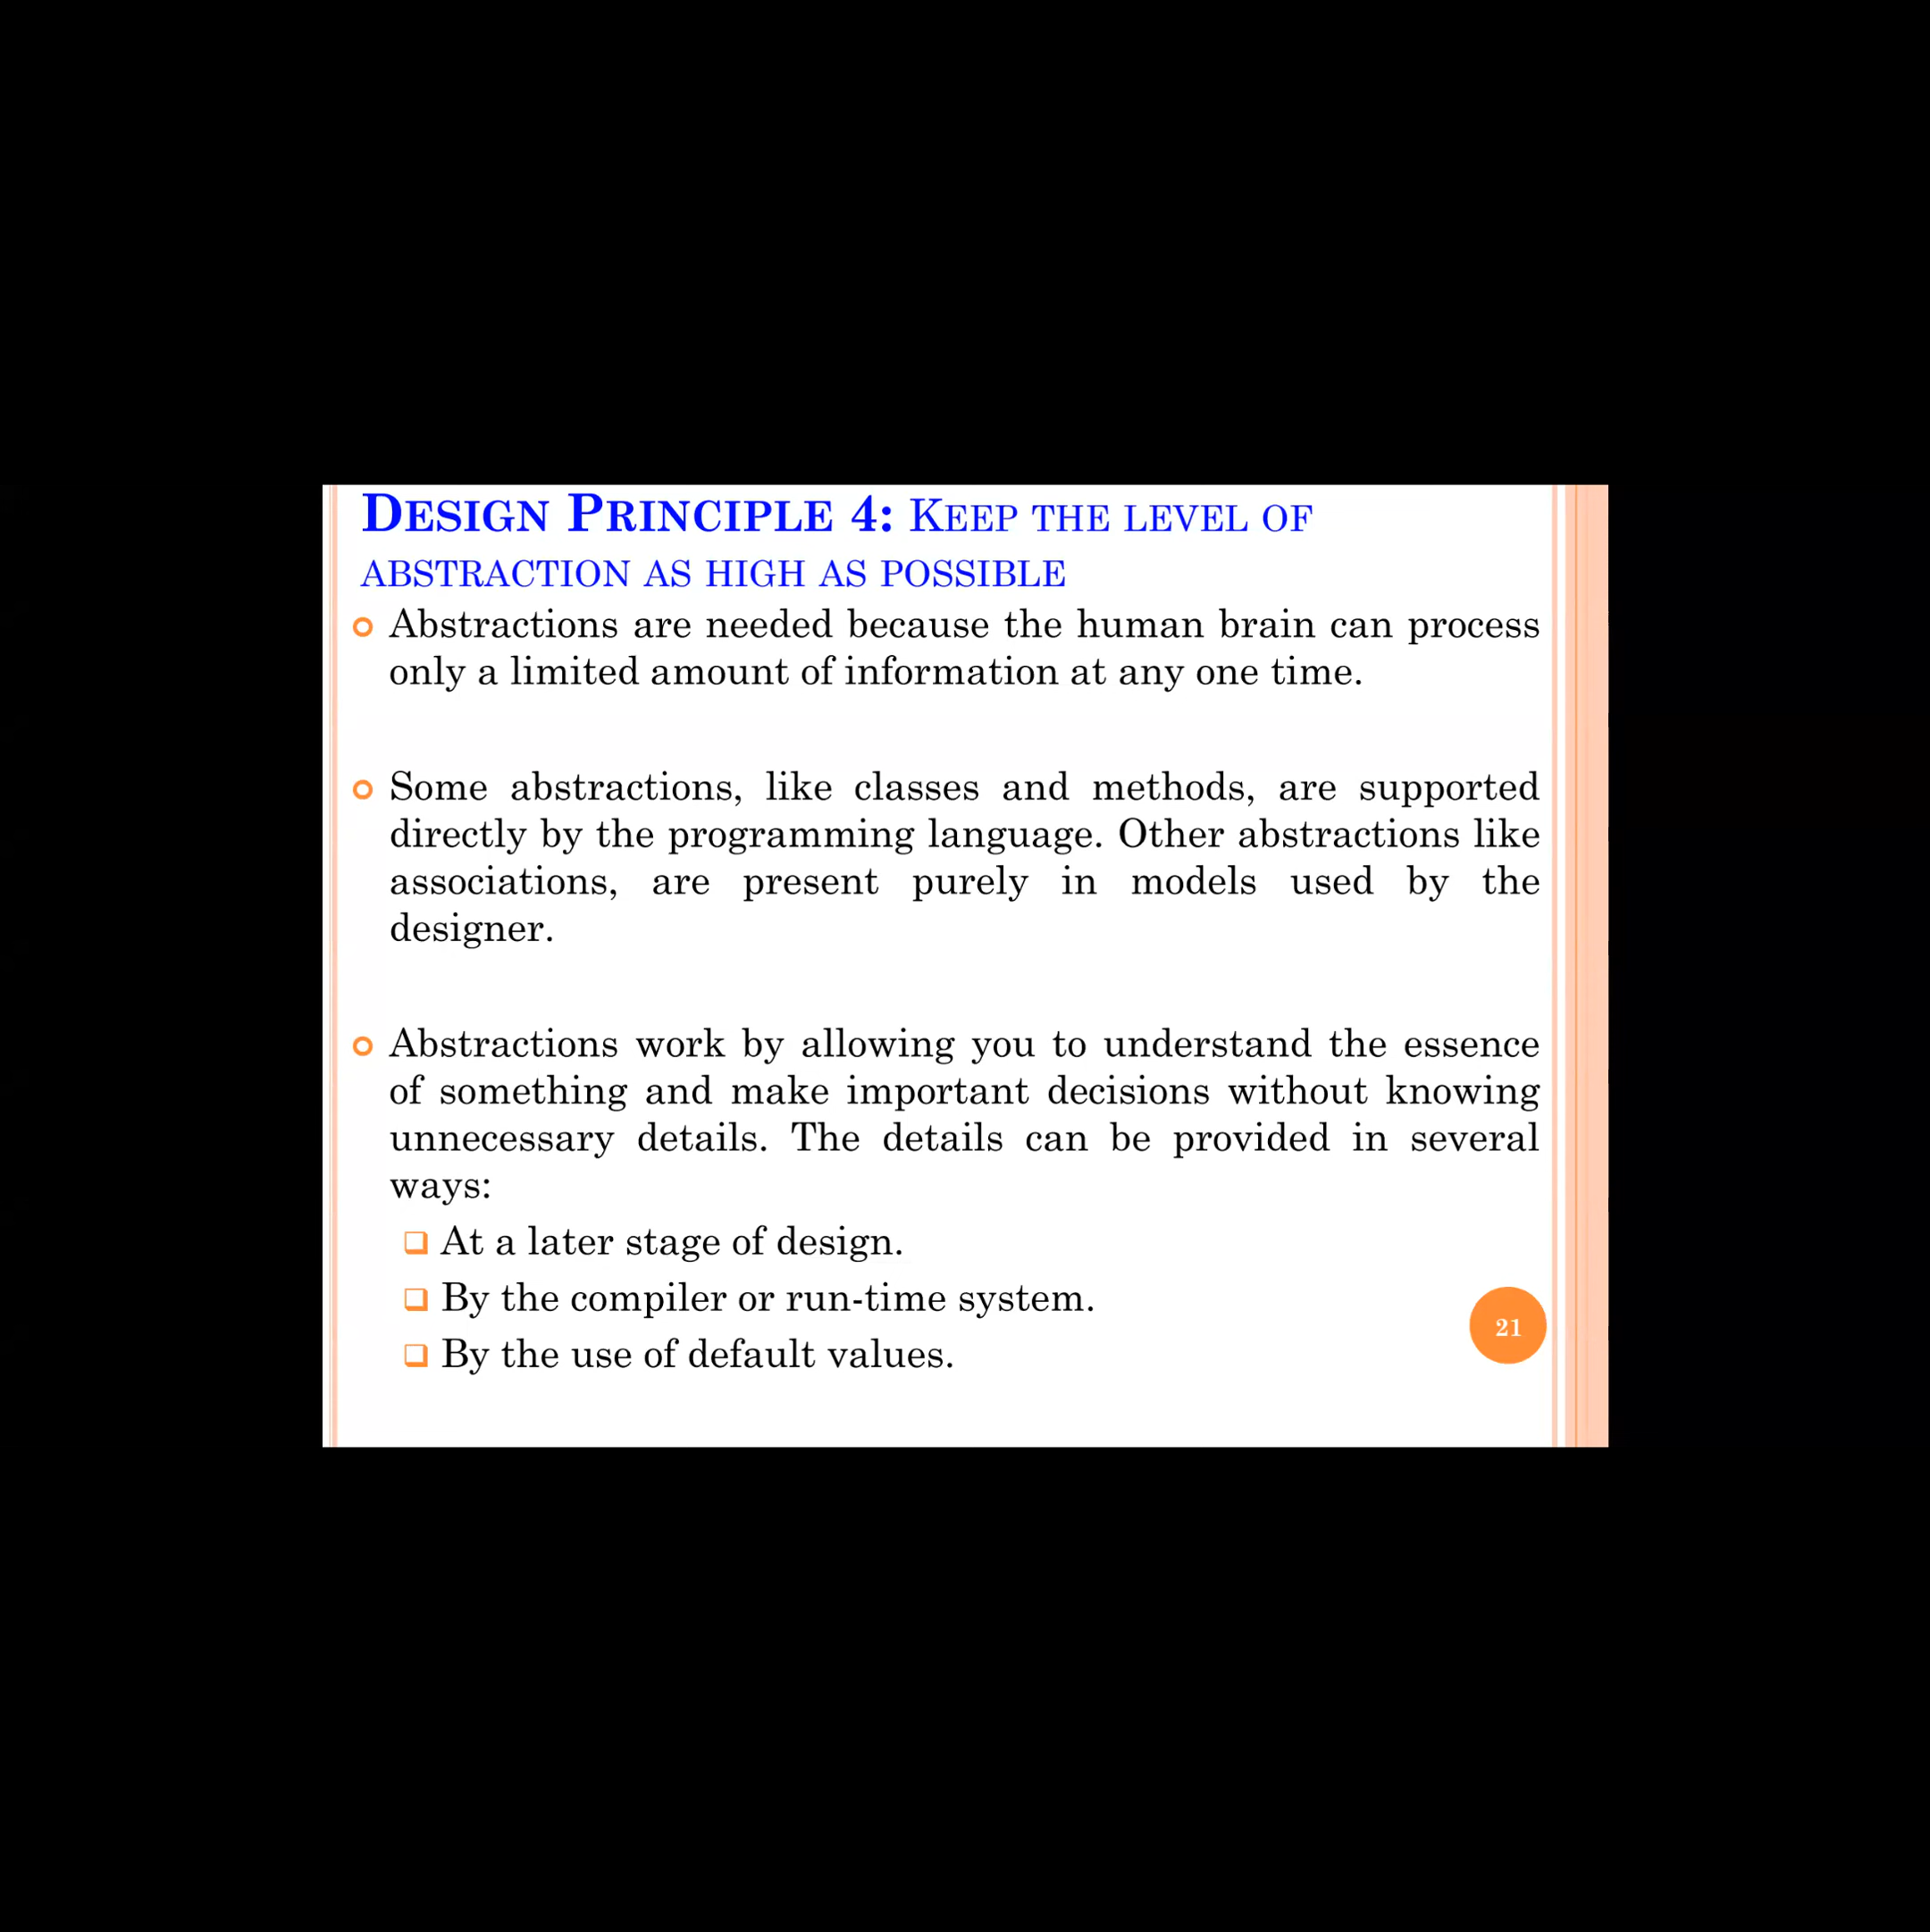 DESIGN PRINCIPLE 4: KEEP THE LEVEL OF
ABSTRACTION AS HIGH AS POSSIBLE
Abstractions are needed because the human brain can process
only a limited amount of information at any one time.
Some abstractions, like classes and methods, are supported
directly by the programming language. Other abstractions like
associations, are present purely in models used by the
designer.
Abstractions work by allowing you to understand the essence
of something and make important decisions without knowing
unnecessary details. The details can be provided in several
ways:
At a later stage of design.
By the compiler or run-time system.
By the use of default values.
21